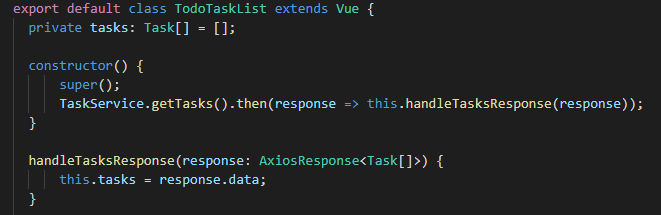 export default class TodoTaskList extends Vue {
private tasks: Task[] = [];
constructor() {
super();
TaskService.getTasks().then(response => this.handleTasksResponse(response));
}
handleTasksResponse(response: AxiosResponse<Task[]>) {
this.tasks = response.data;
}